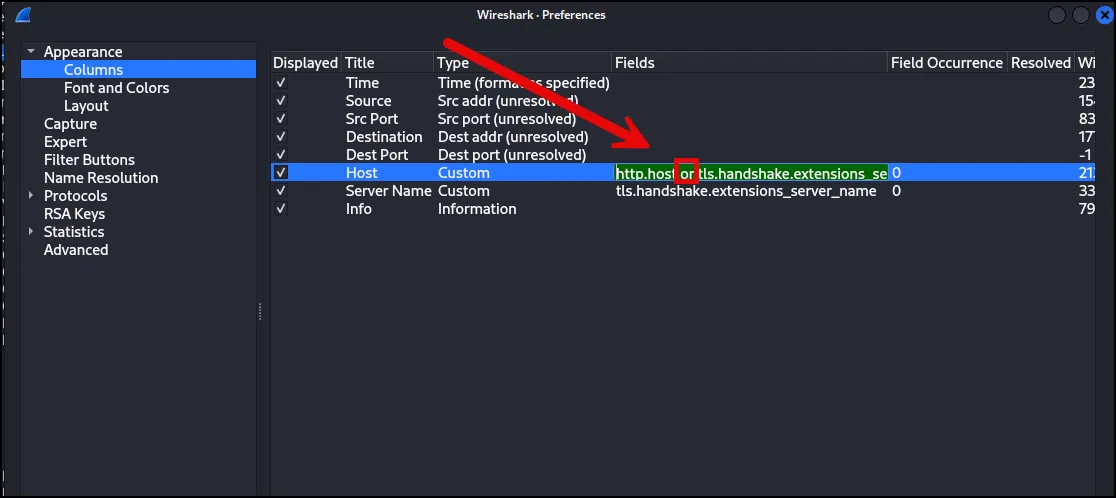 Wireshark · Preferences
Appearance
Columns
Font and Colors
Layout
Capture
Expert
Filter Buttons
Name Resolution
Protocols
RSA Keys
Statistics
Advanced
Displayed Title Type Fields Field Occurrence Resolved Wi
Time Time (format as specified) 23
Source Src addr (unresolved) 154
Src Port Src port (unresolved) 83
Destination Dest addr (unresolved) 177
Dest Port Dest port (unresolved) -1
Host Custom http.host or tls.handshake.extensions_se 0 213
Server Name Custom tls.handshake.extensions_server_name 0 33
Info Information 79